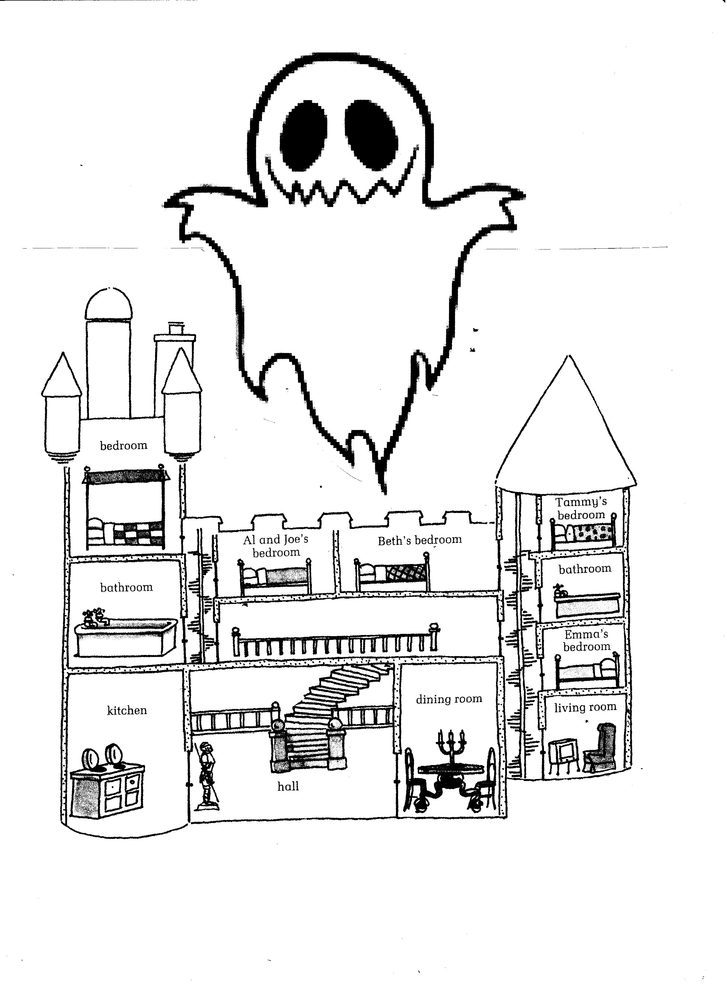 bedroom
Tammy's
bedroom
Al and Joe's
bedroom
Beth's bedroom
bathroom
bathroom
Emma's
bedroom
kitchen
dining room
living room
hall